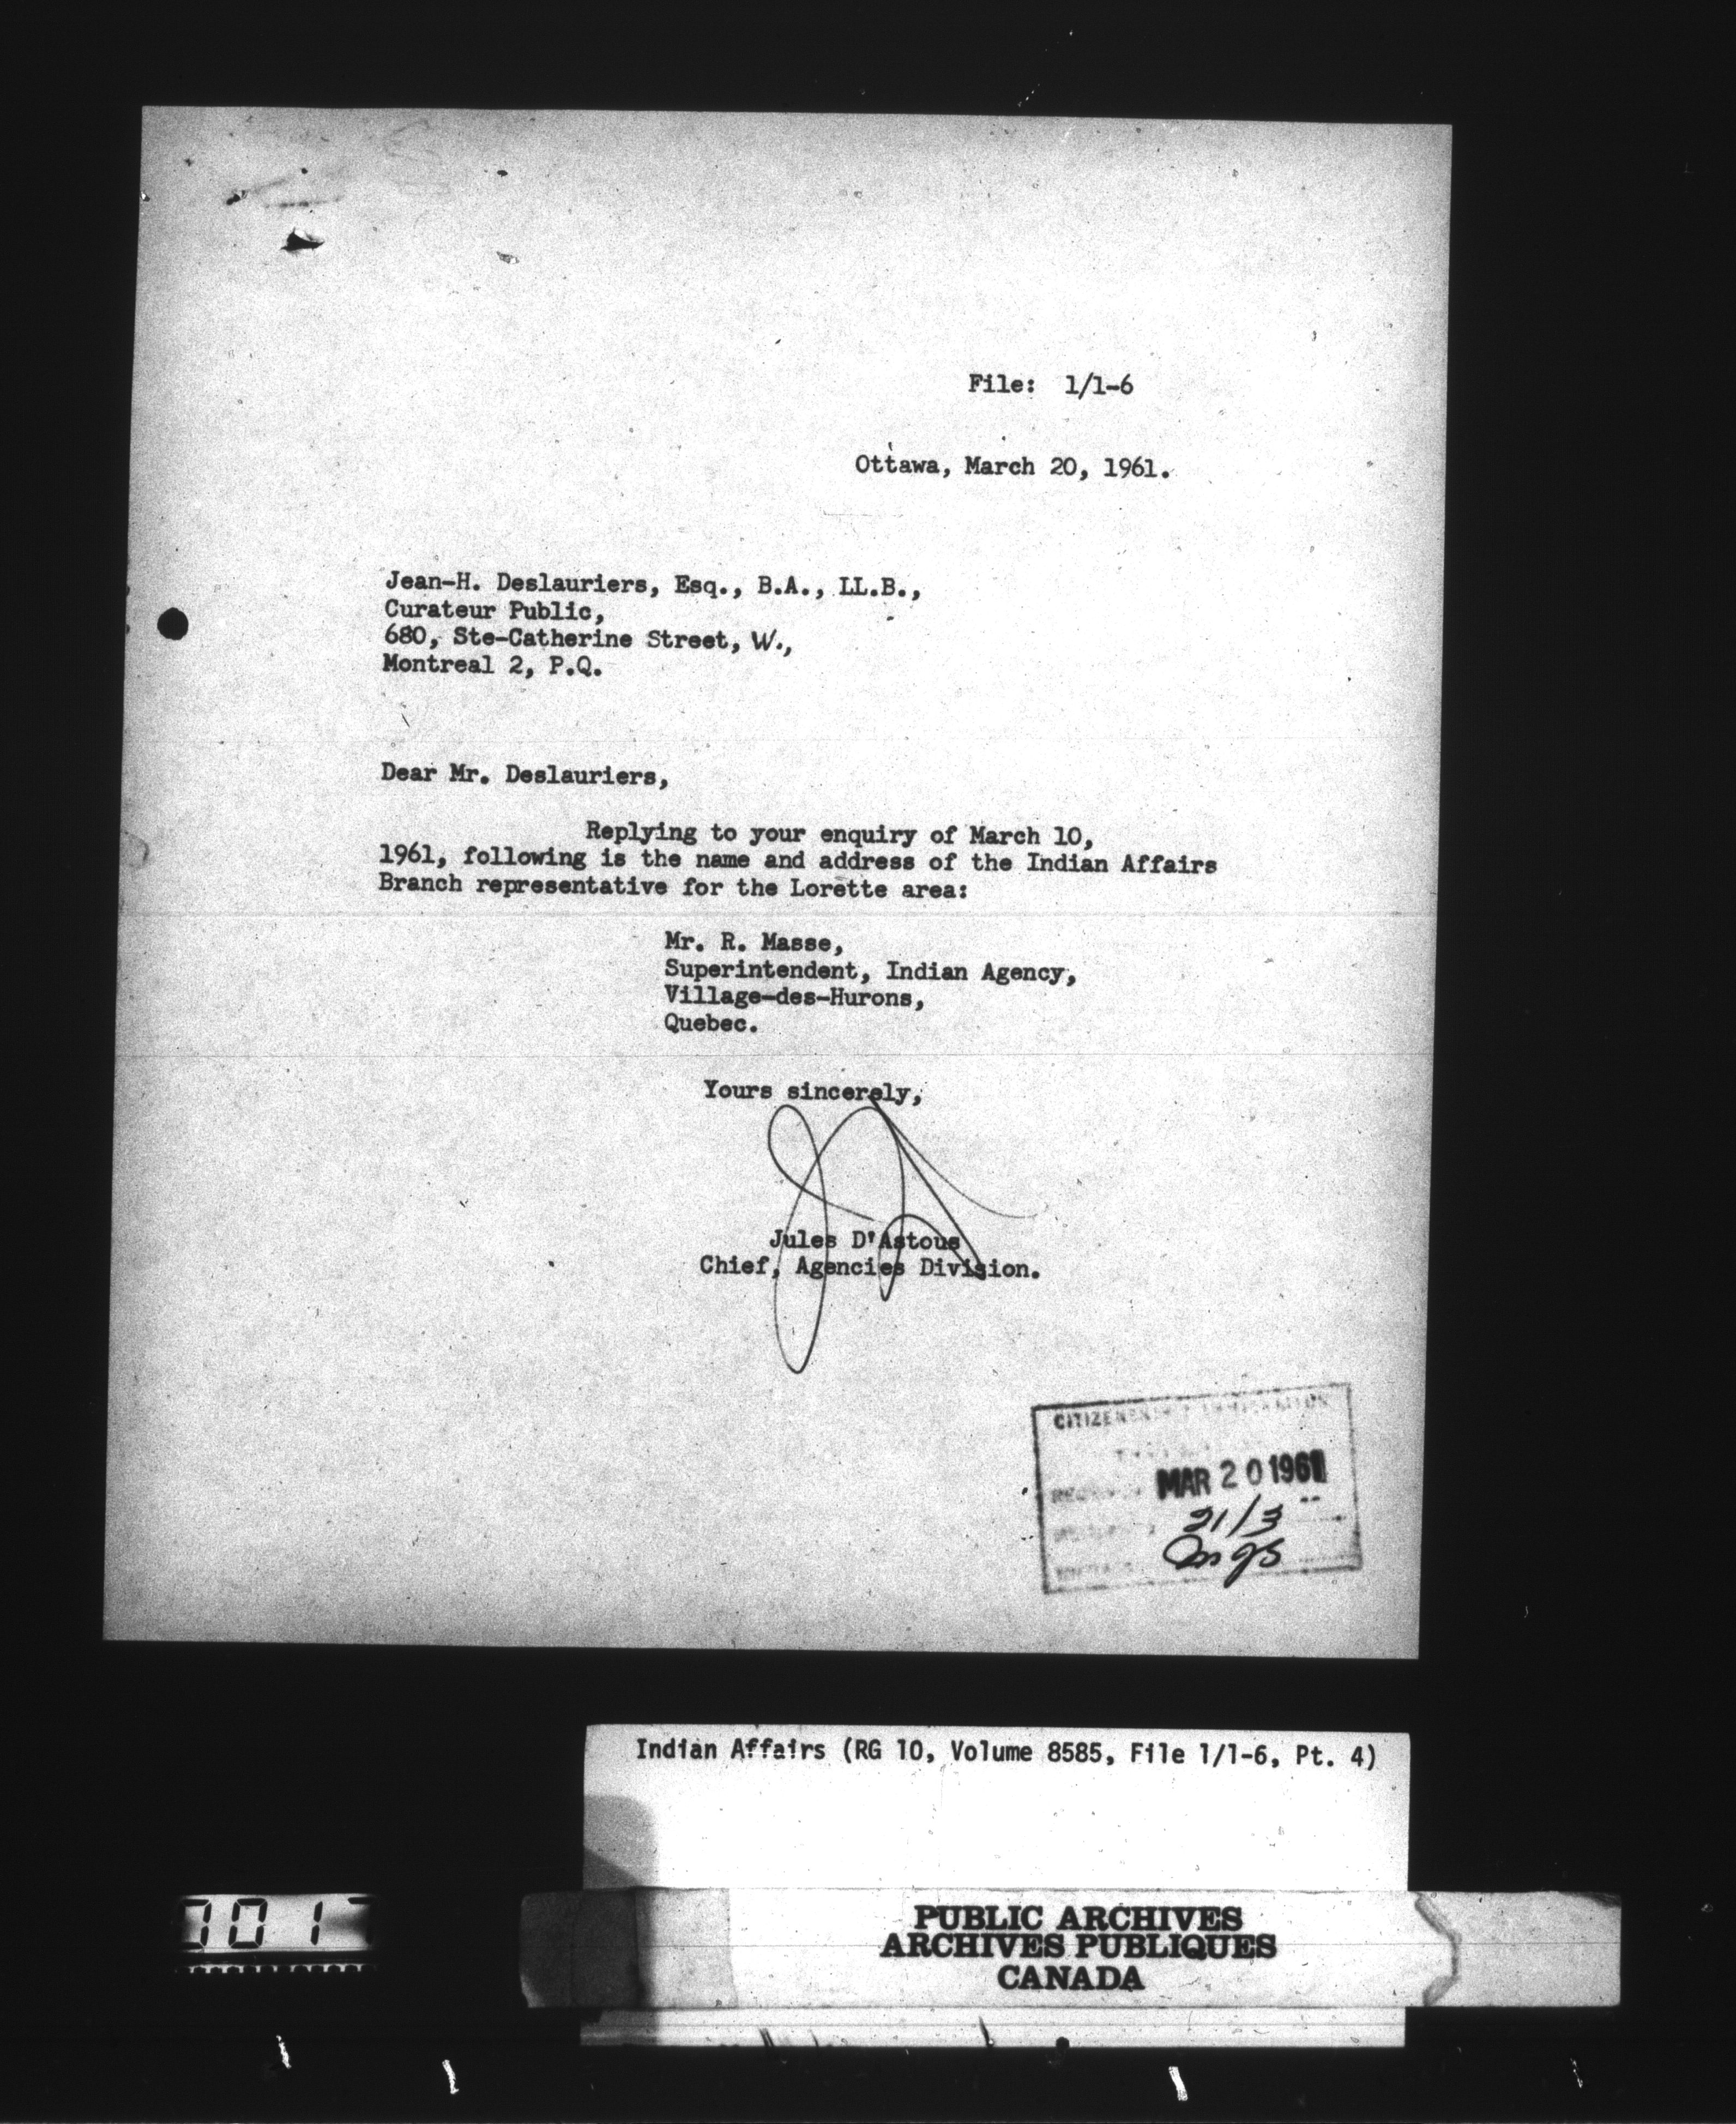 File: 1/1-6
Ottawa, March 20, 1961.
Jean-H. Deslauriers, Esq., B.A., LL.B.,
Curateur Public,
680, Ste-Catherine Street, W.,
Montreal 2, P.Q.
Dear Mr. Deslauriers,
Replying to your enquiry of March 10,
1961, following is the name and address of the Indian Affairs
Branch representative for the Lorette area:
Mr. R. Masse,
Superintendent, Indian Agency,
Village-des-Hurons,
Quebec.
Yours sincerely,
Jules D'Astous
Chief, Agencies Division.
MAR 20 1961
21/3
Indian Affairs (RG 10, Volume 8585, File 1/1-6, Pt. 4)
PUBLIC ARCHIVES
ARCHIVES PUBLIQUES
CANADA